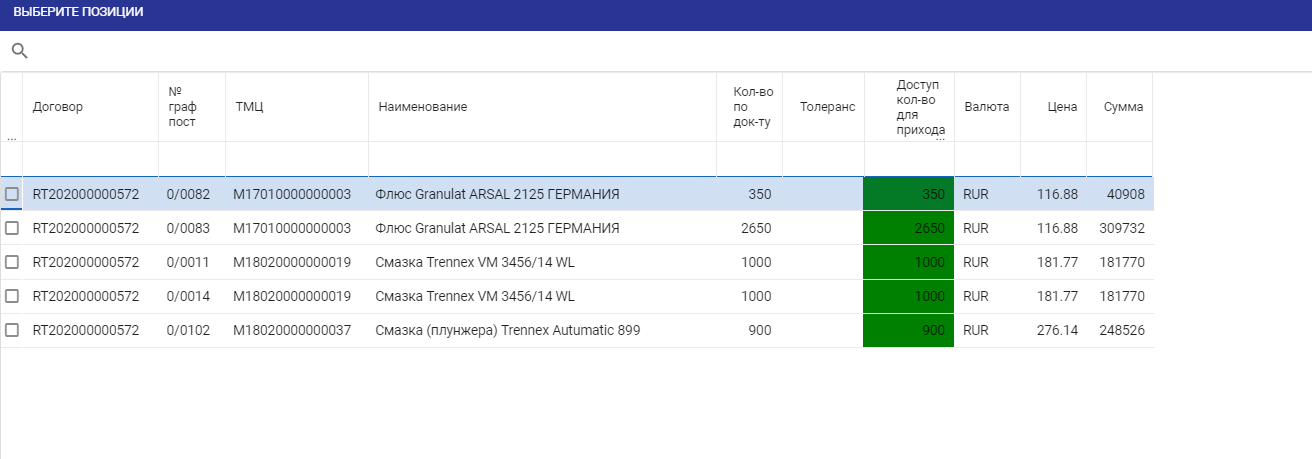 ВЫБЕРИТЕ ПОЗИЦИИ
Договор № граф пост ТМЦ Наименование Кол-во по док-ту Толеранс Доступ кол-во для прихода Валюта Цена Сумма
... ...
RT202000000572 0/0082 M17010000000003 Флюс Granulat ARSAL 2125 ГЕРМАНИЯ 350 350 RUR 116.88 40908
RT202000000572 0/0083 M17010000000003 Флюс Granulat ARSAL 2125 ГЕРМАНИЯ 2650 2650 RUR 116.88 309732
RT202000000572 0/0011 M18020000000019 Смазка Trennex VM 3456/14 WL 1000 1000 RUR 181.77 181770
RT202000000572 0/0014 M18020000000019 Смазка Trennex VM 3456/14 WL 1000 1000 RUR 181.77 181770
RT202000000572 0/0102 M18020000000037 Смазка (плунжера) Trennex Autumatic 899 900 900 RUR 276.14 248526